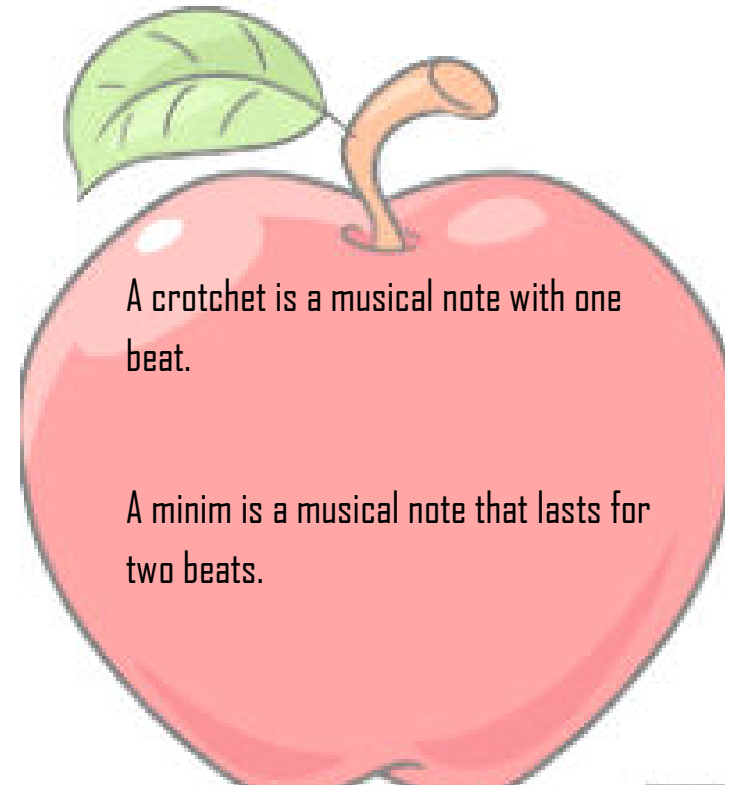 A crotchet is a musical note with one
beat.
A minim is a musical note that lasts for
two beats.